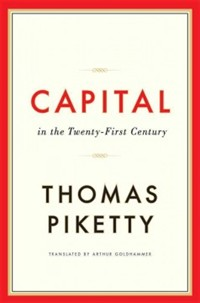 CAPITAL
in the Twenty-First Century
THOMAS
PIKETTY
TRANSLATED BY ARTHUR GOLDHAMMER